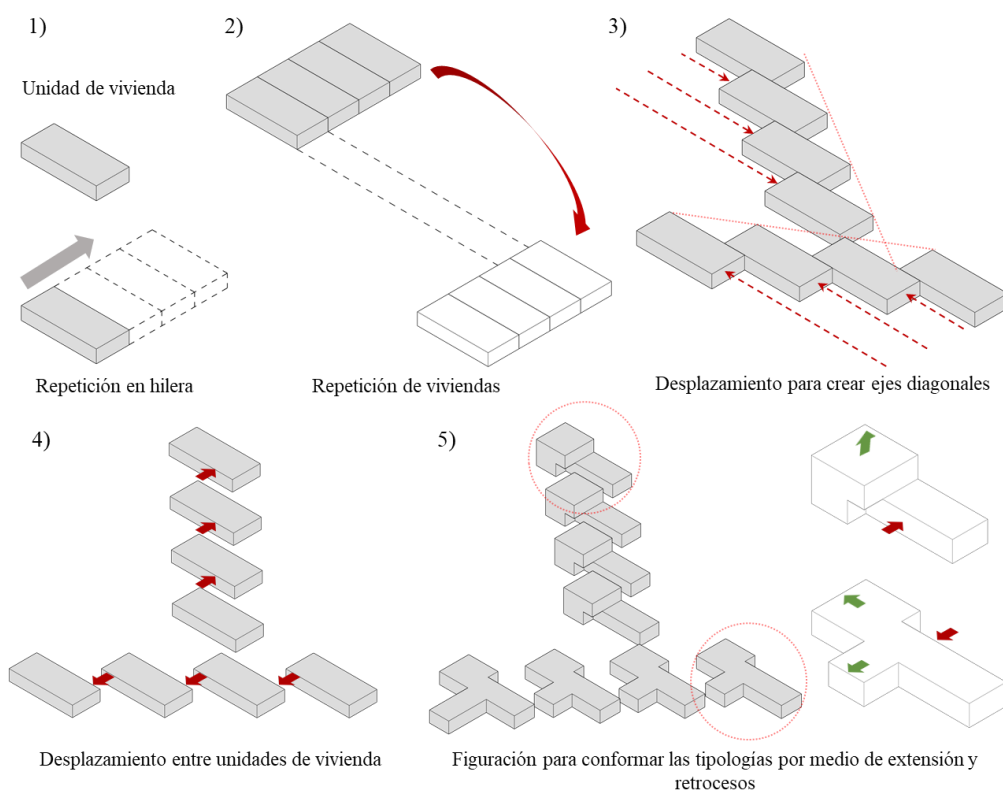 1)
Unidad de vivienda
Repetición en hilera
2)
Repetición de viviendas
3)
Desplazamiento para crear ejes diagonales
4)
Desplazamiento entre unidades de vivienda
5)
Figuración para conformar las tipologías por medio de extensión y
retrocesos